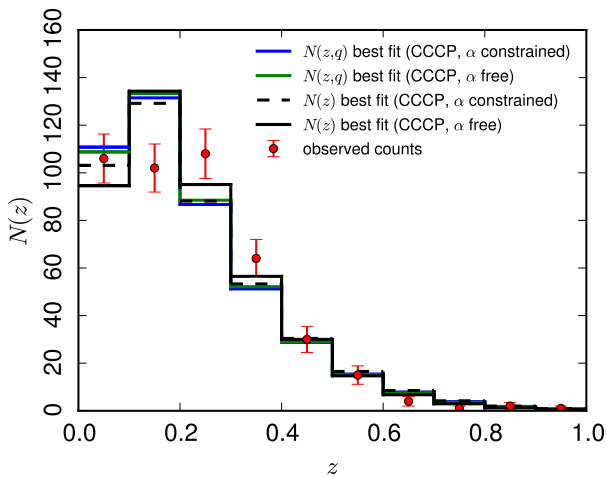 160
140
120
100
80
60
40
20
0
N(z)
N(z,q) best fit (CCCP, α constrained)
N(z,q) best fit (CCCP, α free)
N(z) best fit (CCCP, α constrained)
N(z) best fit (CCCP, α free)
observed counts
0.0 0.2 0.4 0.6 0.8 1.0
z